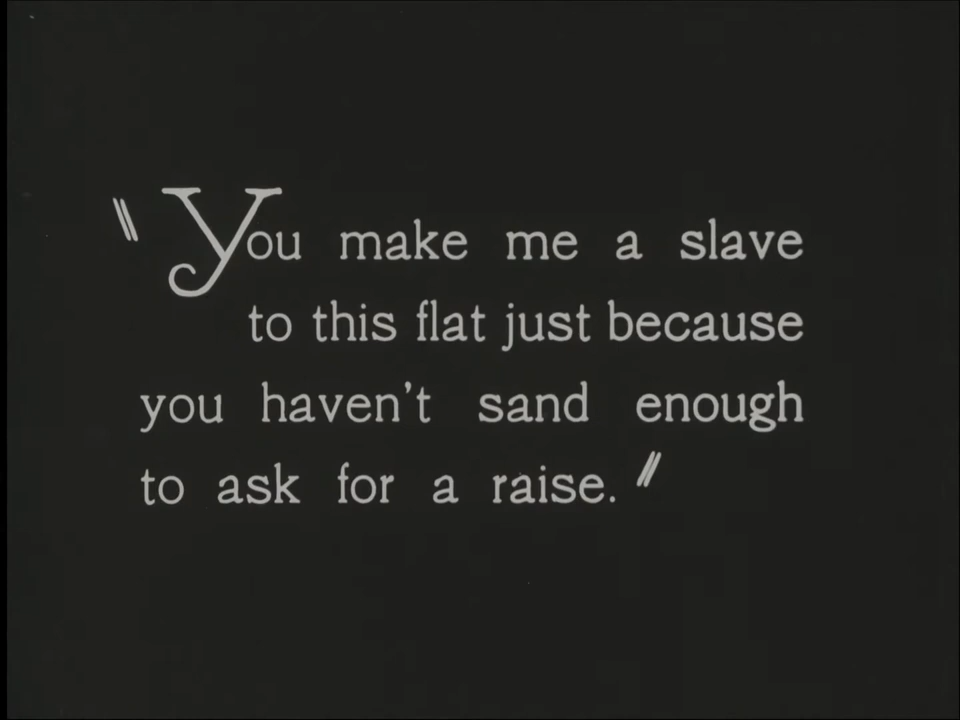 "You make me a slave
to this flat just because
you haven't sand enough
to ask for a raise."